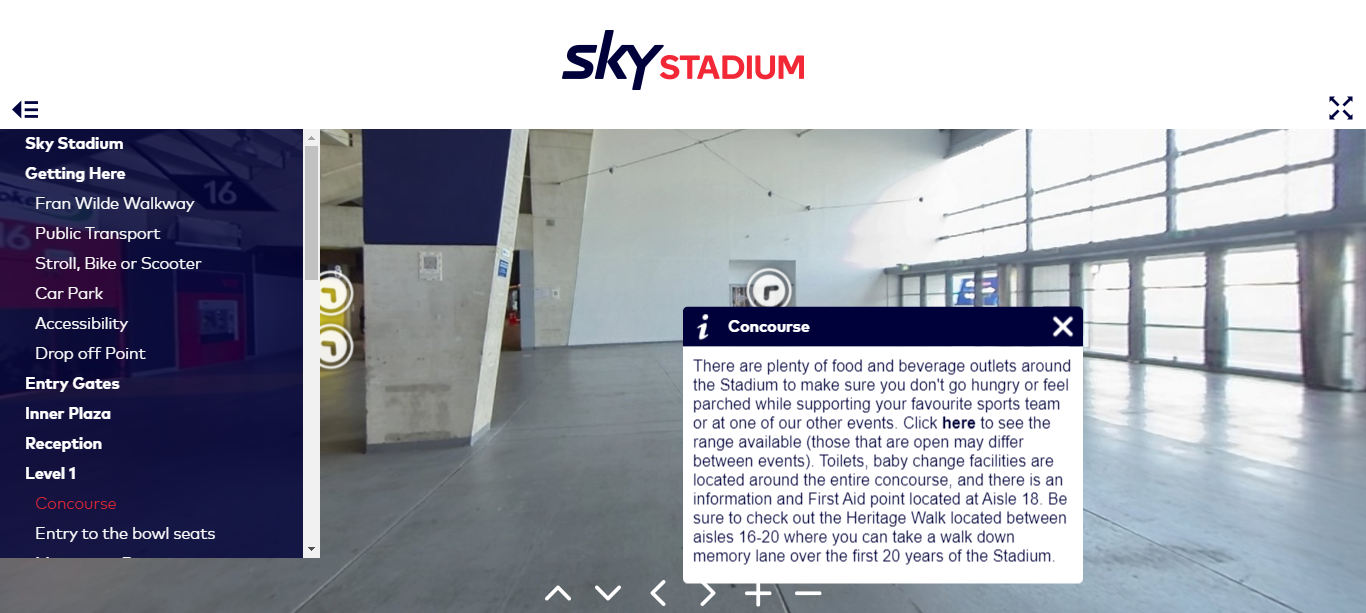 sky STADIUM
Sky Stadium
Getting Here
Fran Wilde Walkway
Public Transport
Stroll, Bike or Scooter
Car Park
Accessibility
Drop off Point
Entry Gates
Inner Plaza
Reception
Level 1
Concourse
Entry to the bowl seats
16
16
i Concourse
There are plenty of food and beverage outlets around
the Stadium to make sure you don't go hungry or feel
parched while supporting your favourite sports team
or at one of our other events. Click here to see the
range available (those that are open may differ
between events). Toilets, baby change facilities are
located around the entire concourse, and there is an
information and First Aid point located at Aisle 18. Be
sure to check out the Heritage Walk located between
aisles 16-20 where you can take a walk down
memory lane over the first 20 years of the Stadium.